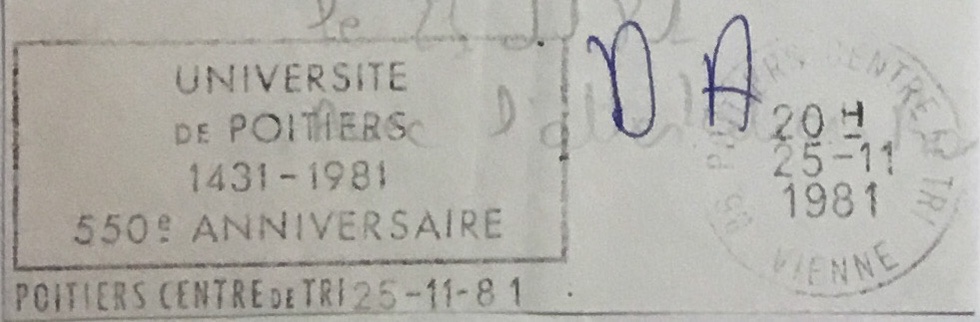 UNIVERSITE
DE POITIERS
1431-1981
550e ANNIVERSAIRE
POITIERS CENTRE DE TRI 25-11-81
D A
POITIERS CENTRE DE TRI
20 H
25-11
1981
86 VIENNE